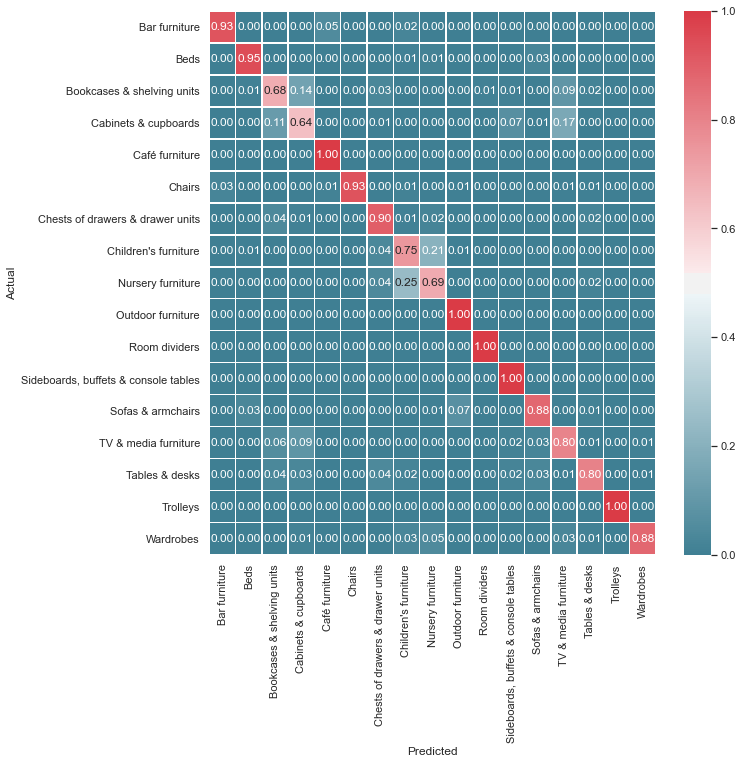 Bar furniture 0.93 0.00 0.00 0.00 0.05 0.00 0.00 0.02 0.00 0.00 0.00 0.00 0.00 0.00 0.00 0.00 0.00 1.0
Beds 0.00 0.95 0.00 0.00 0.00 0.00 0.00 0.01 0.01 0.00 0.00 0.00 0.03 0.00 0.00 0.00 0.00
Bookcases & shelving units 0.00 0.01 0.68 0.14 0.00 0.00 0.03 0.00 0.00 0.00 0.01 0.01 0.00 0.09 0.02 0.00 0.00
Cabinets & cupboards 0.00 0.00 0.11 0.64 0.00 0.00 0.01 0.00 0.00 0.00 0.00 0.07 0.01 0.17 0.00 0.00 0.00 0.8
Café furniture 0.00 0.00 0.00 0.00 1.00 0.00 0.00 0.00 0.00 0.00 0.00 0.00 0.00 0.00 0.00 0.00 0.00
Chairs 0.03 0.00 0.00 0.00 0.01 0.93 0.00 0.01 0.00 0.01 0.00 0.00 0.00 0.01 0.01 0.00 0.00
Chests of drawers & drawer units 0.00 0.00 0.04 0.01 0.00 0.00 0.90 0.01 0.02 0.00 0.00 0.00 0.00 0.00 0.02 0.00 0.00 0.6
Children's furniture 0.00 0.01 0.00 0.00 0.00 0.00 0.04 0.75 0.21 0.01 0.00 0.00 0.00 0.00 0.00 0.00 0.00
Actual
Nursery furniture 0.00 0.00 0.00 0.00 0.00 0.00 0.04 0.25 0.69 0.00 0.00 0.00 0.00 0.00 0.02 0.00 0.00
Outdoor furniture 0.00 0.00 0.00 0.00 0.00 0.00 0.00 0.00 0.00 1.00 0.00 0.00 0.00 0.00 0.00 0.00 0.00
Room dividers 0.00 0.00 0.00 0.00 0.00 0.00 0.00 0.00 0.00 0.00 1.00 0.00 0.00 0.00 0.00 0.00 0.00 0.4
Sideboards, buffets & console tables 0.00 0.00 0.00 0.00 0.00 0.00 0.00 0.00 0.00 0.00 0.00 1.00 0.00 0.00 0.00 0.00 0.00
Sofas & armchairs 0.00 0.03 0.00 0.00 0.00 0.00 0.00 0.00 0.01 0.07 0.00 0.00 0.88 0.00 0.01 0.00 0.00
TV & media furniture 0.00 0.00 0.06 0.09 0.00 0.00 0.00 0.00 0.00 0.00 0.00 0.02 0.03 0.80 0.01 0.00 0.01 0.2
Tables & desks 0.00 0.00 0.04 0.03 0.00 0.00 0.04 0.02 0.00 0.00 0.00 0.02 0.03 0.01 0.80 0.00 0.01
Trolleys 0.00 0.00 0.00 0.00 0.00 0.00 0.00 0.00 0.00 0.00 0.00 0.00 0.00 0.00 0.00 1.00 0.00
Wardrobes 0.00 0.00 0.00 0.01 0.00 0.00 0.00 0.03 0.05 0.00 0.00 0.00 0.00 0.03 0.01 0.00 0.88 0.0
Bar furniture
Beds
Bookcases & shelving units
Cabinets & cupboards
Café furniture
Chairs
Chests of drawers & drawer units
Children's furniture
Nursery furniture
Outdoor furniture
Room dividers
Sideboards, buffets & console tables
Sofas & armchairs
TV & media furniture
Tables & desks
Trolleys
Wardrobes
Predicted